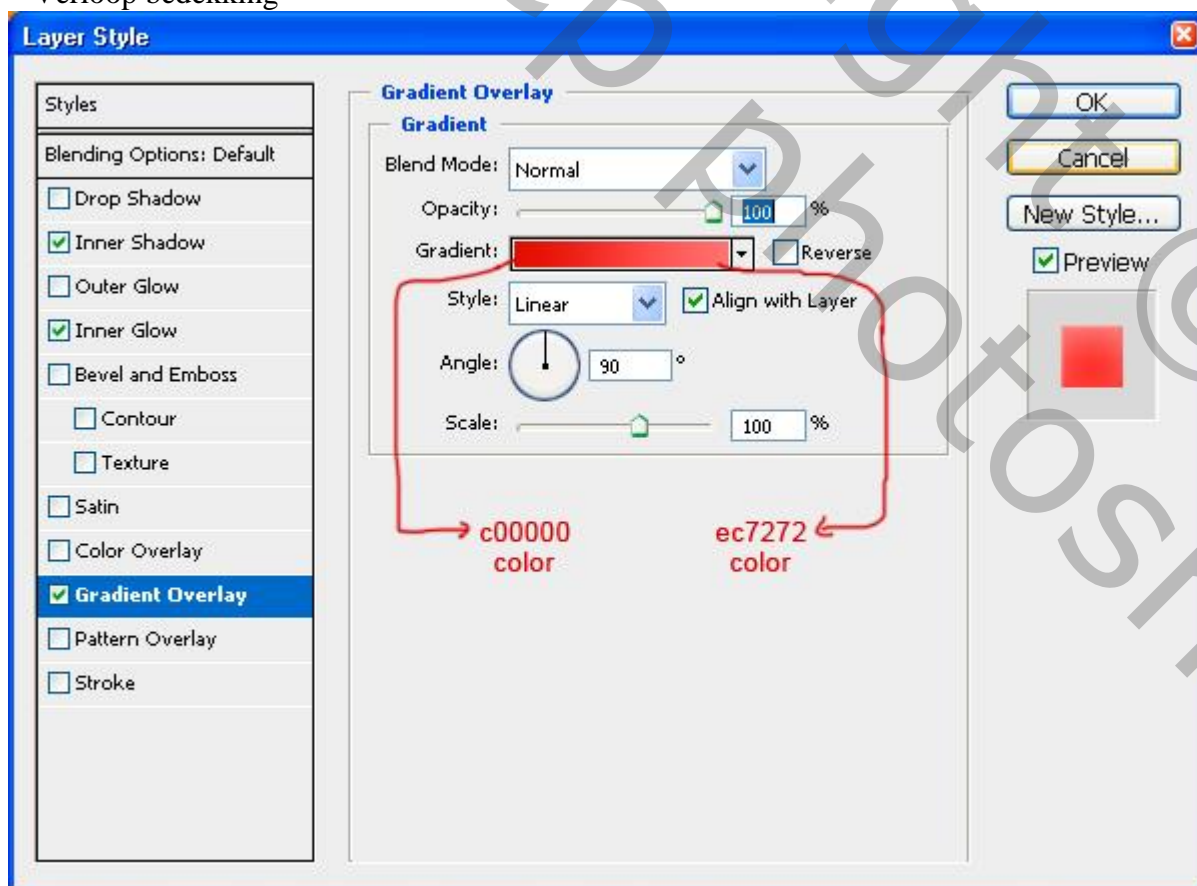 Verloop bedekking
Layer Style
Styles
Blending Options: Default
Drop Shadow
Inner Shadow
Outer Glow
Inner Glow
Bevel and Emboss
Contour
Texture
Satin
Color Overlay
Gradient Overlay
Pattern Overlay
Stroke
Gradient Overlay
Gradient
Blend Mode: Normal
Opacity: 100 %
Gradient: Reverse
Style: Linear Align with Layer
Angle: 90 °
Scale: 100 %
c00000 ec7272
color color
OK
Cancel
New Style...
Preview